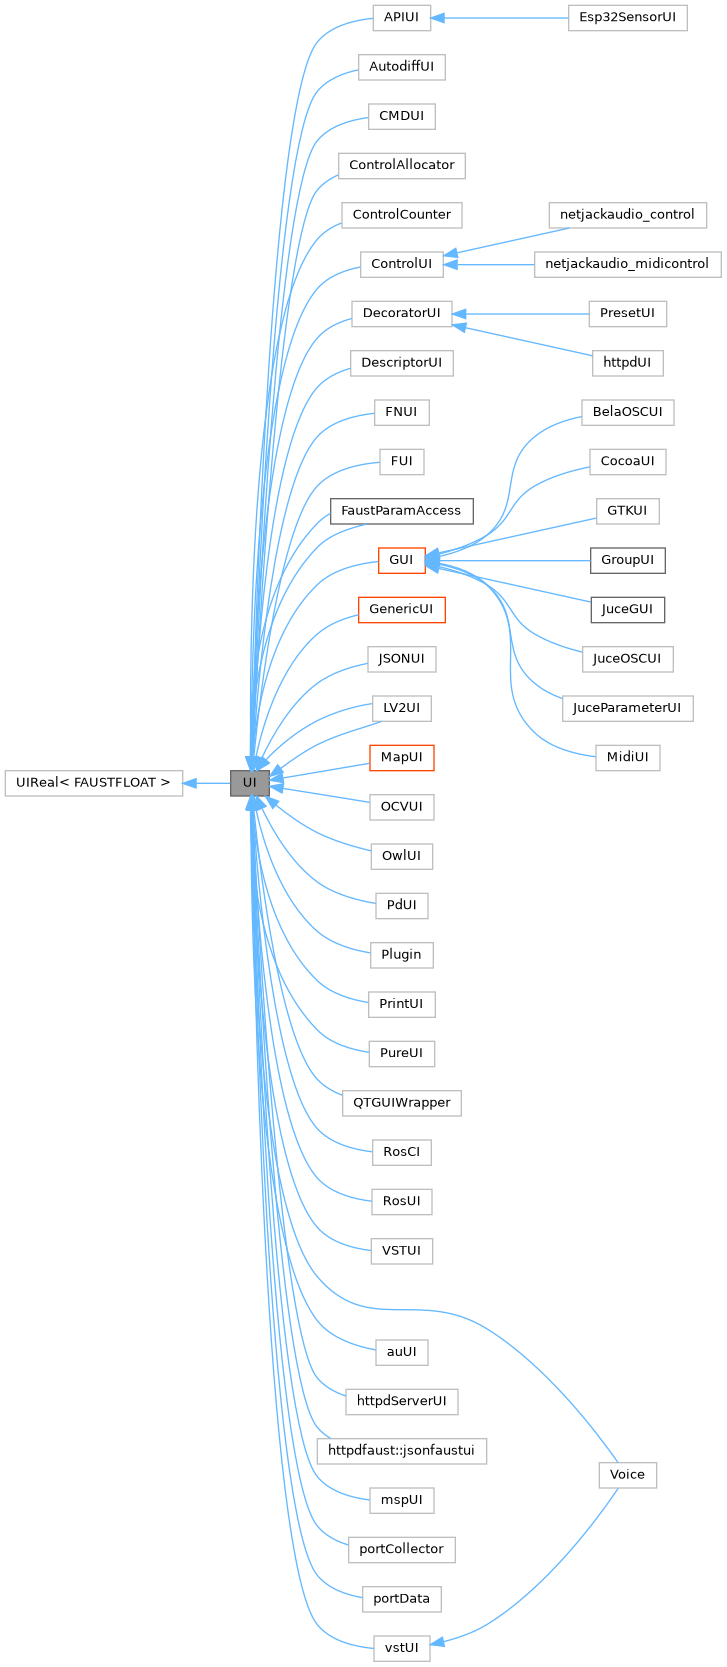 APIUI
Esp32SensorUI
AutodiffUI
CMDUI
ControlAllocator
ControlCounter
netjackaudio_control
ControlUI
netjackaudio_midicontrol
DecoratorUI
PresetUI
DescriptorUI
httpdUI
FNUI
BelaOSCUI
FUI
CocoaUI
FaustParamAccess
GTKUI
GUI
GroupUI
GenericUI
JuceGUI
JSONUI
JuceOSCUI
LV2UI
JuceParameterUI
MapUI
MidiUI
UIReal< FAUSTFLOAT >
UI
OCVUI
OwlUI
PdUI
Plugin
PrintUI
PureUI
QTGUIWrapper
RosCI
RosUI
VSTUI
auUI
httpdServerUI
httpdfaust::jsonfaustui
Voice
mspUI
portCollector
portData
vstUI